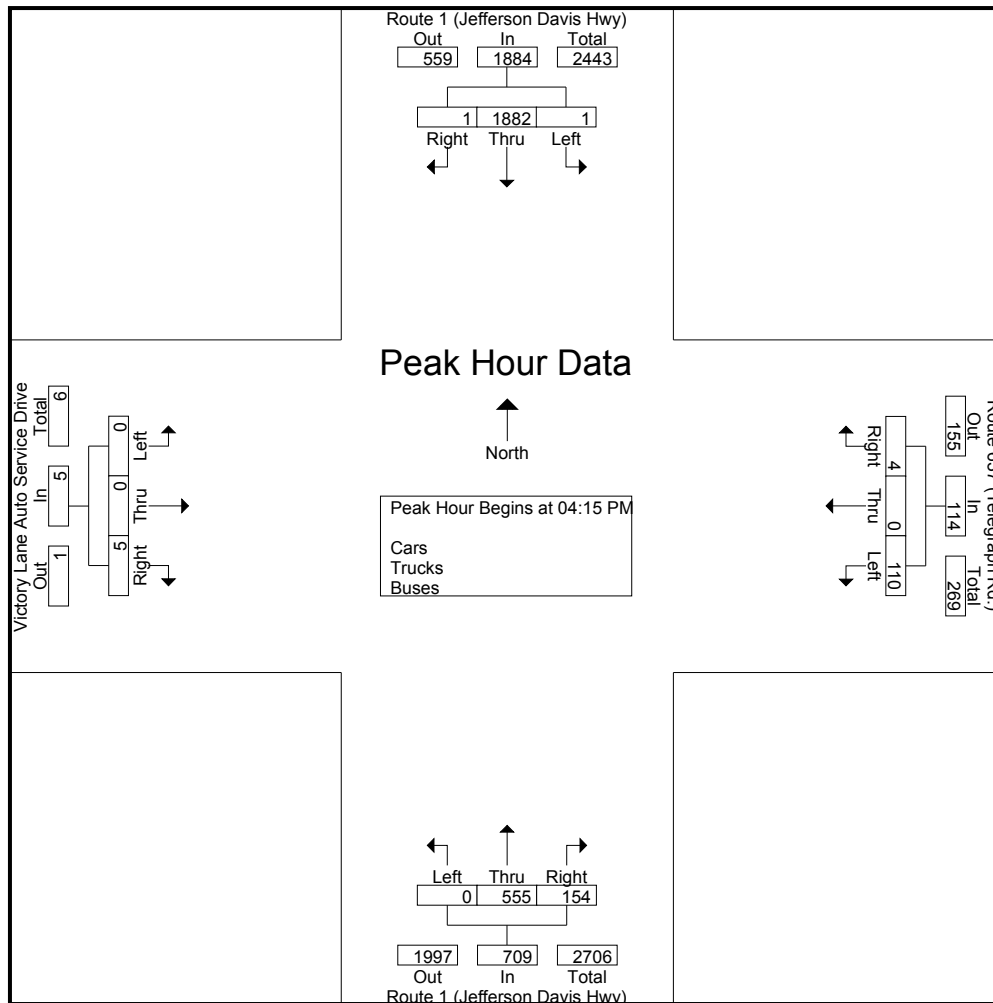 Route 1 (Jefferson Davis Hwy)
Out In Total
559 1884 2443
1 1882 1
Right Thru Left
Peak Hour Data
North
Peak Hour Begins at 04:15 PM
Cars
Trucks
Buses
Victory Lane Auto Service Drive
Out In Total
1 5 6
0 0 5
Left Thru Right
(Telegraph Rd.)
Out In Total
155 114 269
4 0 110
Right Thru Left
Left Thru Right
0 555 154
1997 709 2706
Out In Total
Route 1 (Jefferson Davis Hwy)